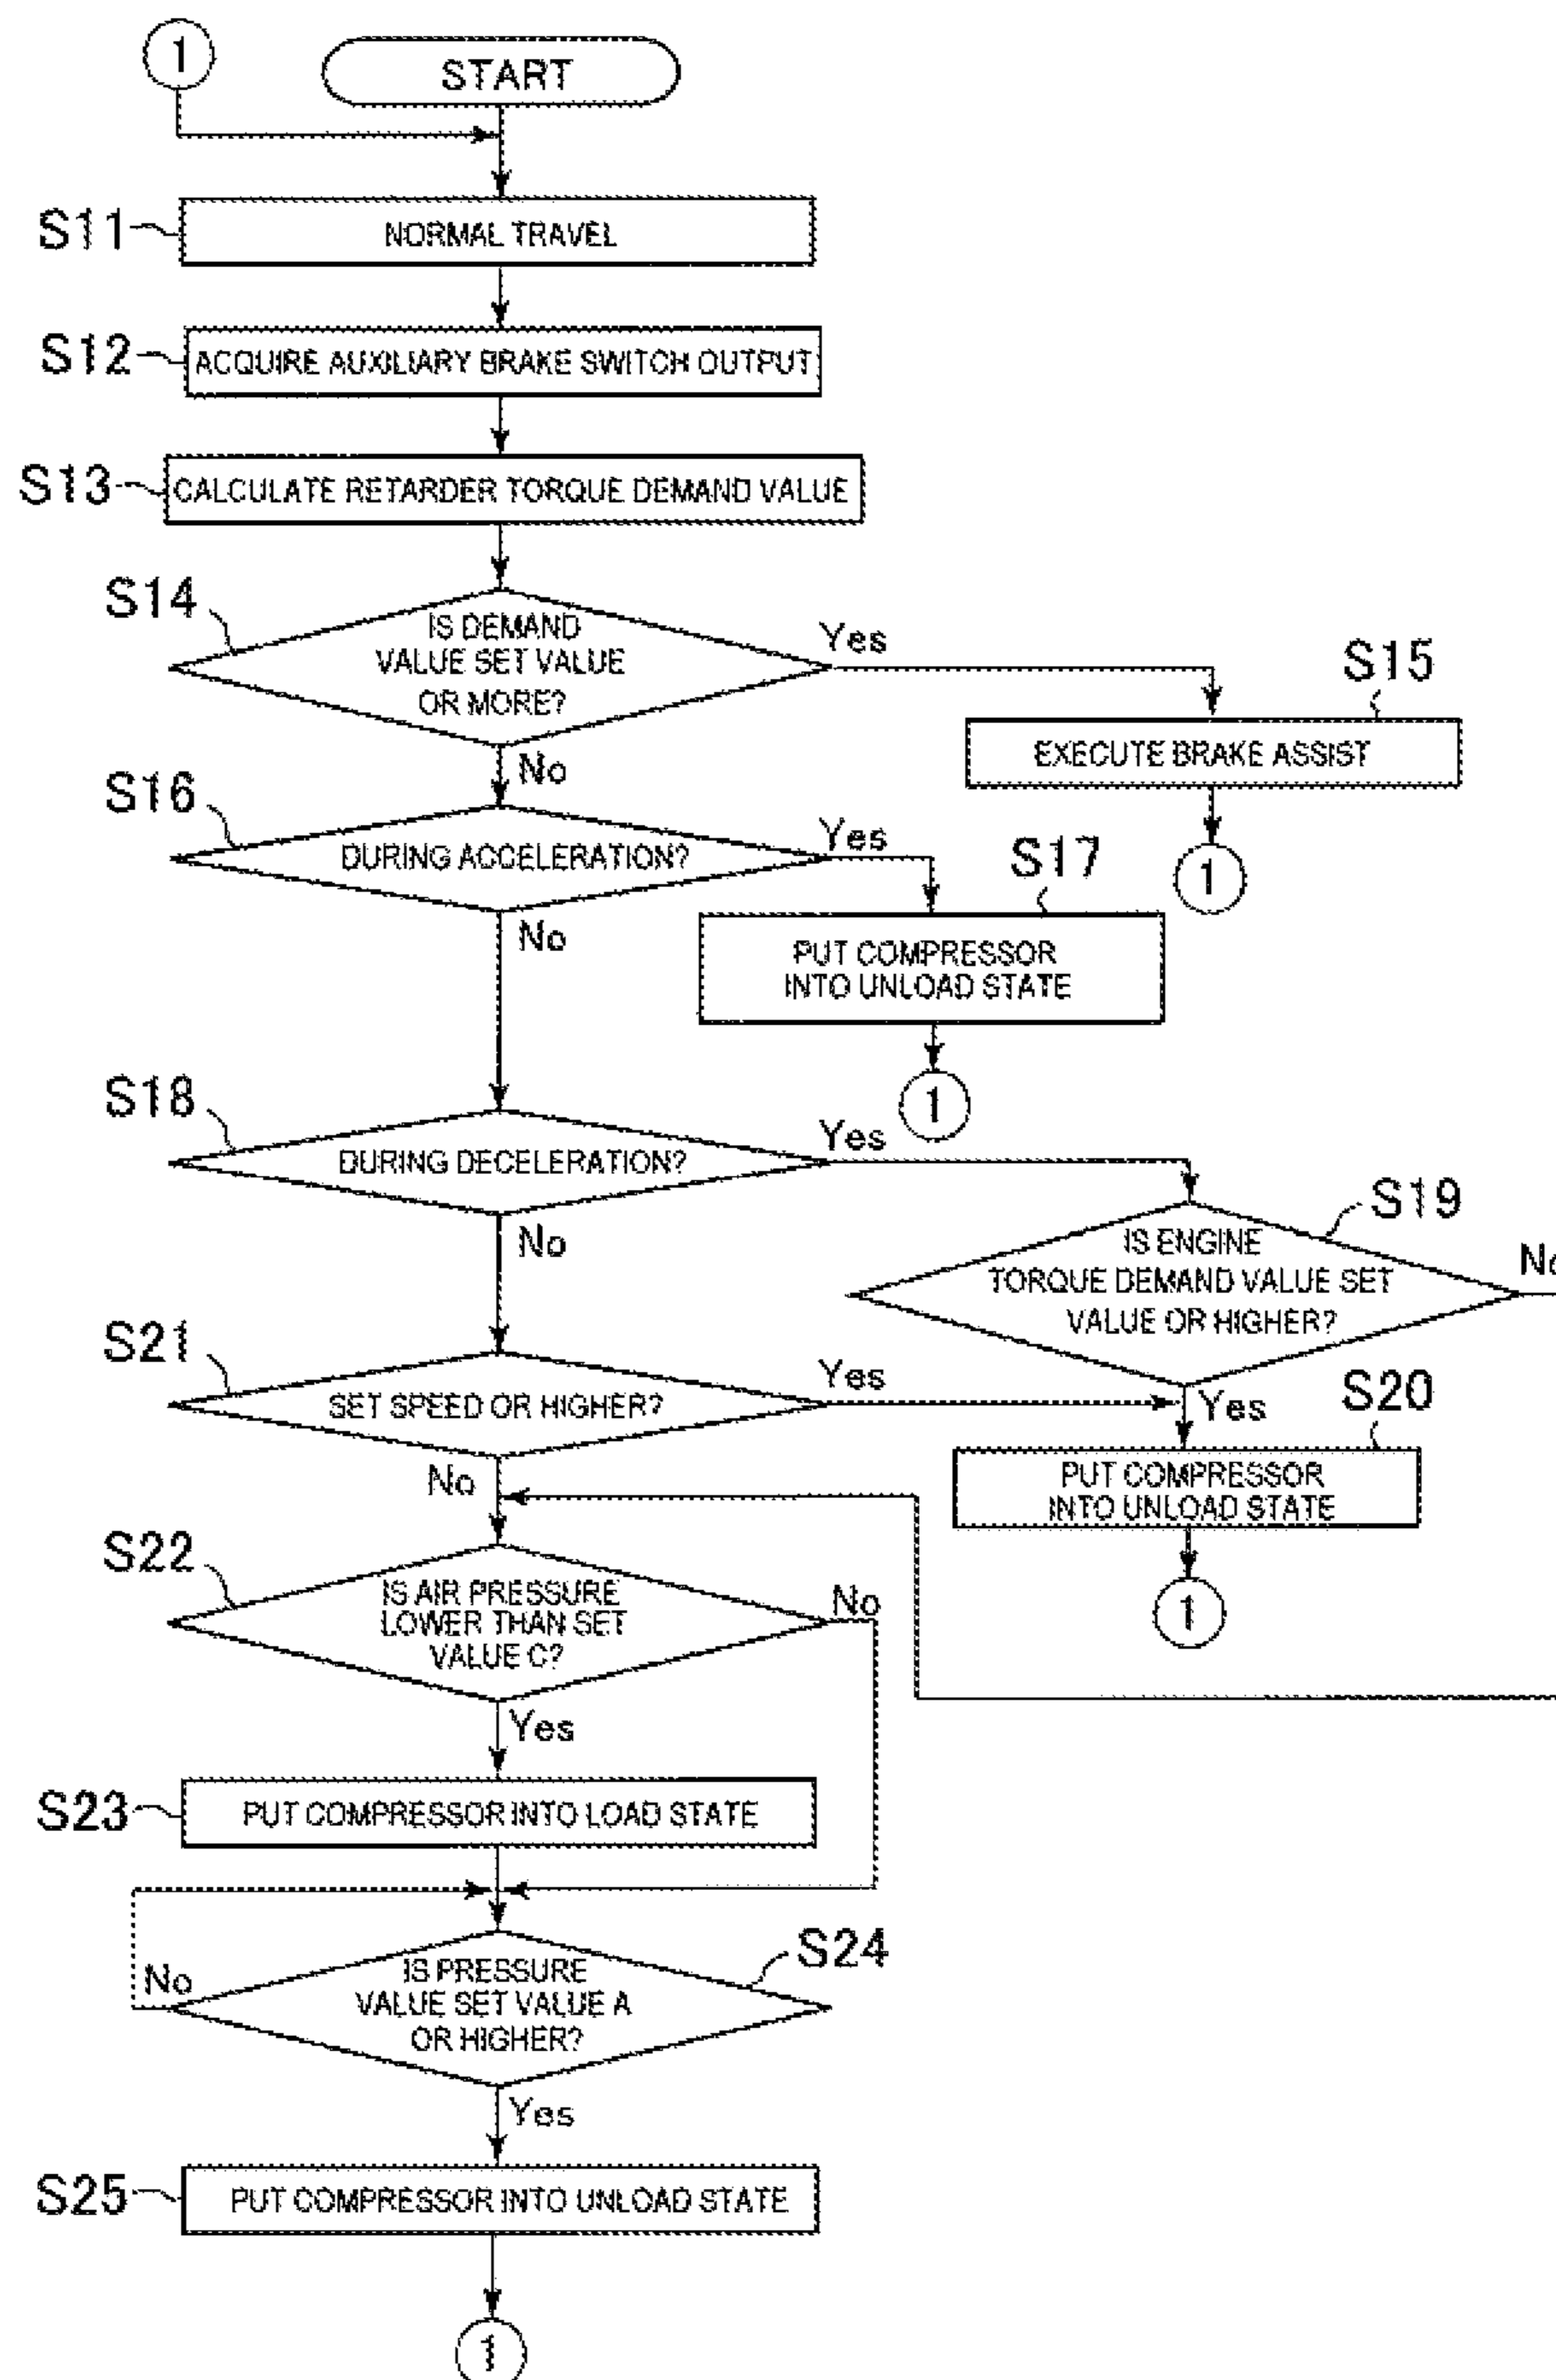 1
START
S11
NORMAL TRAVEL
S12
ACQUIRE AUXILIARY BRAKE SWITCH OUTPUT
S13
CALCULATE RETARDER TORQUE DEMAND VALUE
S14
IS DEMAND
VALUE SET VALUE
OR MORE?
Yes
No
S15
EXECUTE BRAKE ASSIST
1
S16
DURING ACCELERATION?
Yes
No
S17
PUT COMPRESSOR
INTO UNLOAD STATE
1
S18
DURING DECELERATION?
Yes
No
S19
IS ENGINE
TORQUE DEMAND VALUE SET
VALUE OR HIGHER?
No
Yes
S20
PUT COMPRESSOR
INTO UNLOAD STATE
1
S21
SET SPEED OR HIGHER?
Yes
No
S22
IS AIR PRESSURE
LOWER THAN SET
VALUE C?
No
Yes
S23
PUT COMPRESSOR INTO LOAD STATE
S24
IS PRESSURE
VALUE SET VALUE A
OR HIGHER?
No
Yes
S25
PUT COMPRESSOR INTO UNLOAD STATE
1